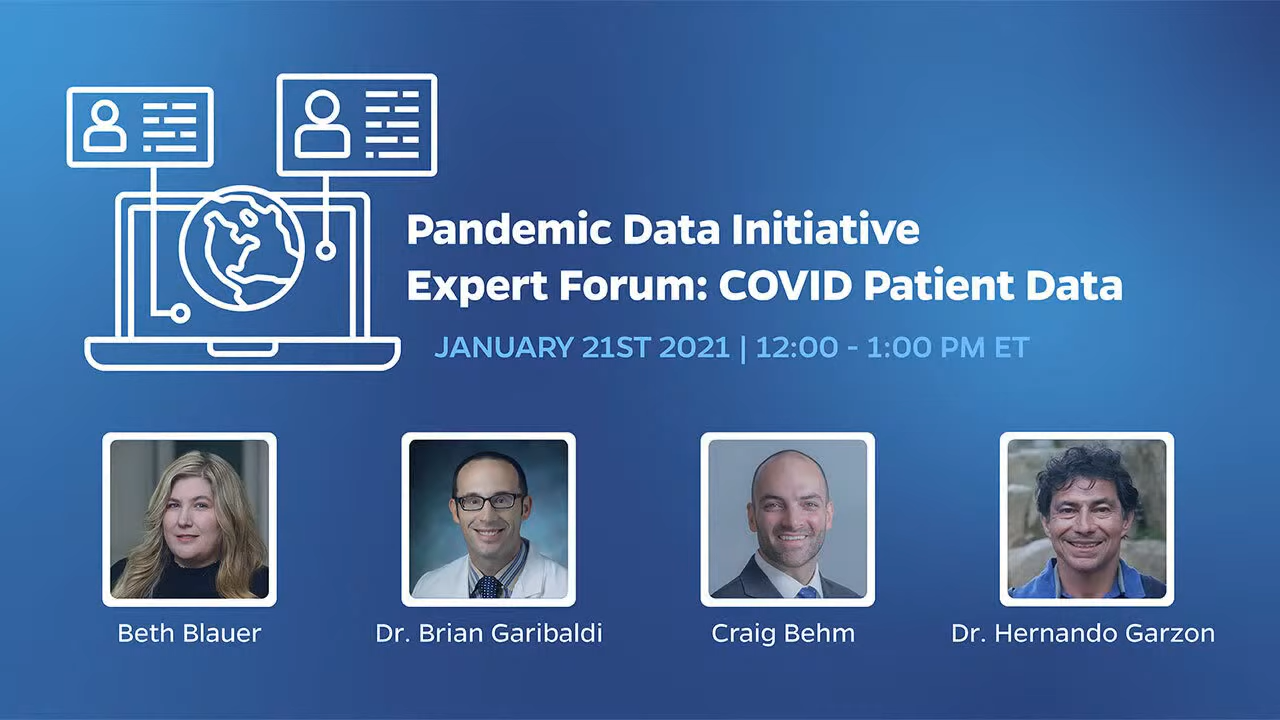 Pandemic Data Initiative
Expert Forum: COVID Patient Data
JANUARY 21ST 2021 | 12:00 - 1:00 PM ET
Beth Blauer
Dr. Brian Garibaldi
Craig Behm
Dr. Hernando Garzon